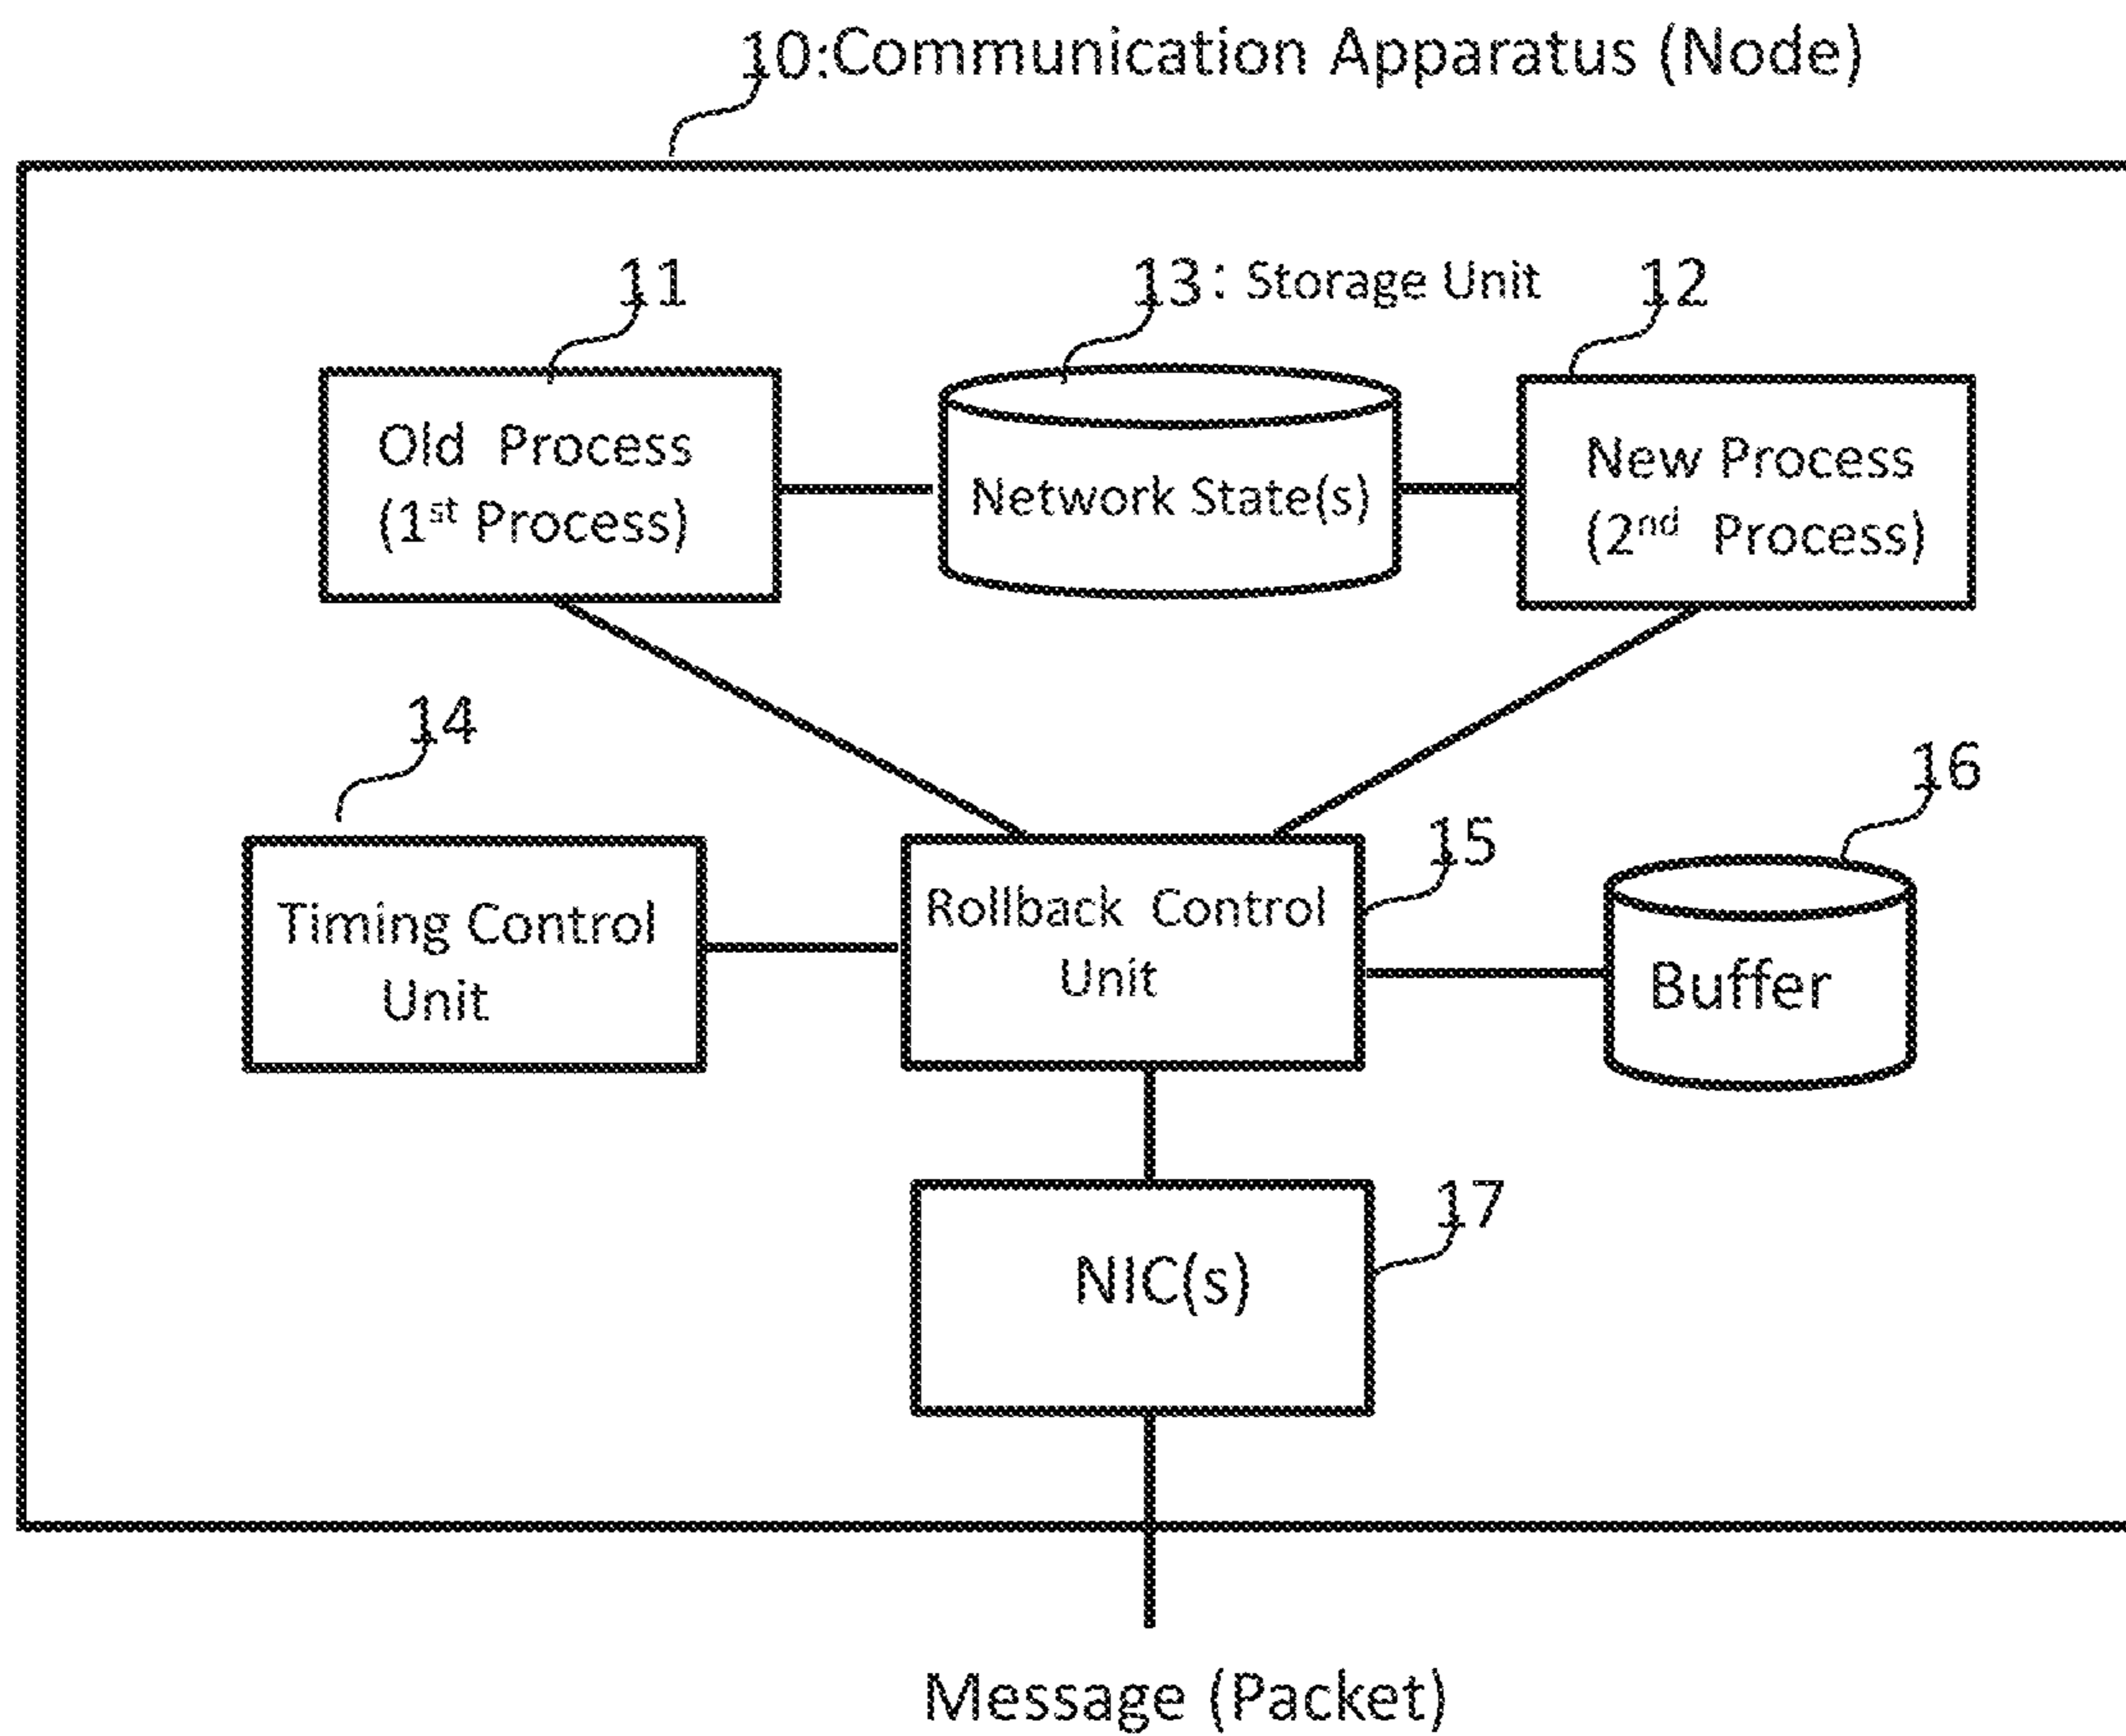 10:Communication Apparatus (Node)
11
13: Storage Unit
12
Old Process
(1st Process)
Network State(s)
New Process
(2nd Process)
14
15
16
Timing Control
Unit
Rollback Control
Unit
Buffer
17
NIC(s)
Message (Packet)